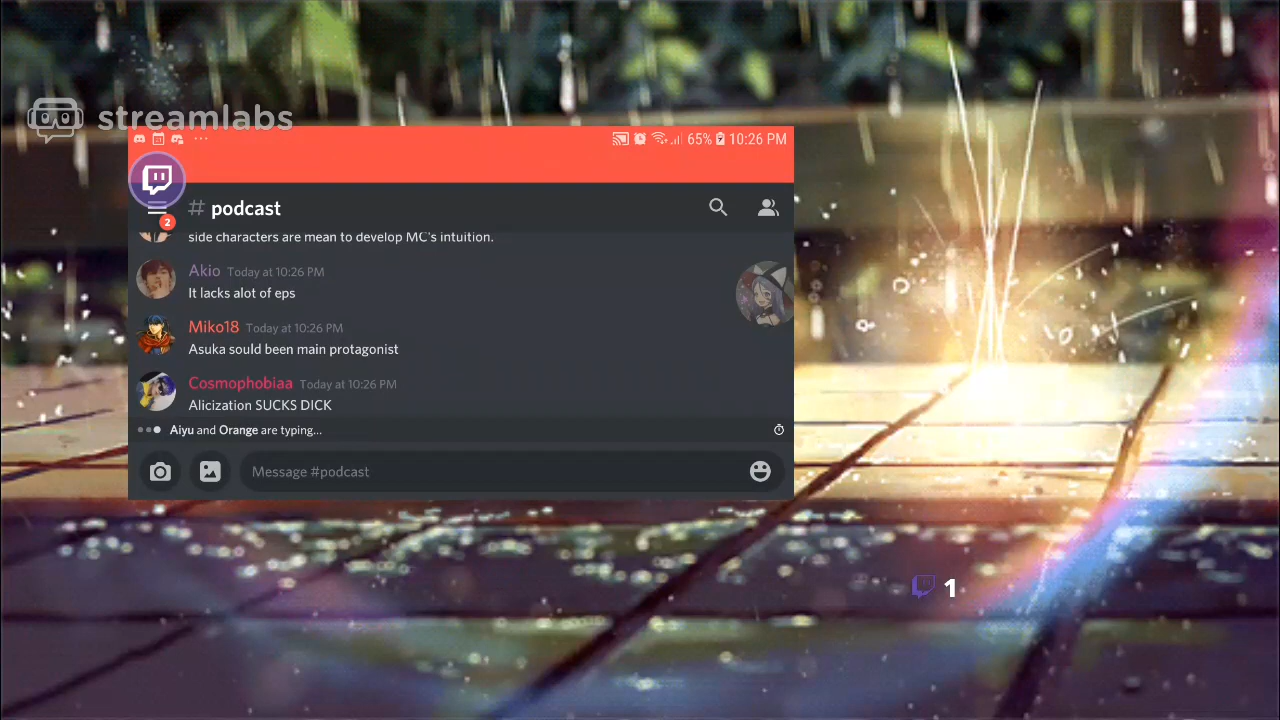 streamlabs
65% 10:26 PM
2
# podcast
side characters are mean to develop MC's intuition.
Akio Today at 10:26 PM
It lacks alot of eps
Miko18 Today at 10:26 PM
Asuka sould been main protagonist
Cosmophobiaa Today at 10:26 PM
Alicization SUCKS DICK
Aiyu and Orange are typing...
Message #podcast
1